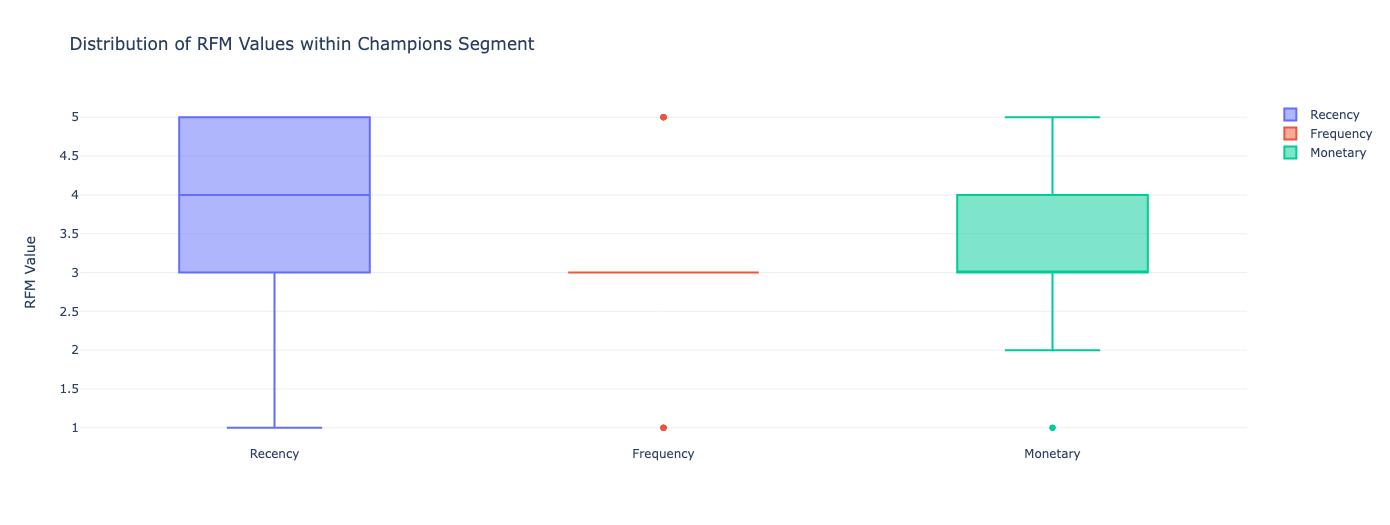 Distribution of RFM Values within Champions Segment
RFM Value
5
4.5
4
3.5
3
2.5
2
1.5
1
Recency
Frequency
Monetary
Recency
Frequency
Monetary